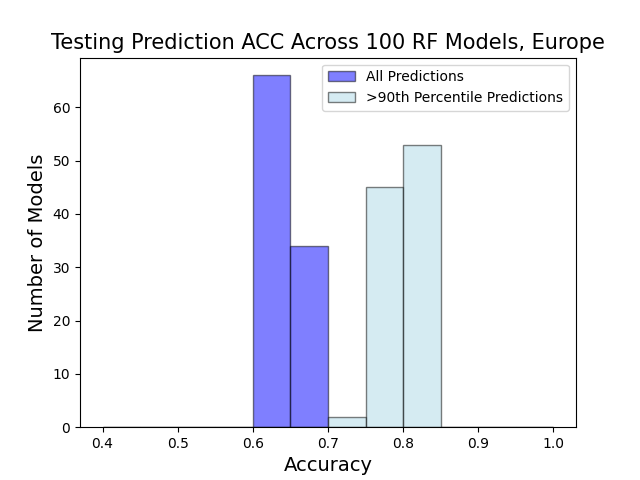 Testing Prediction ACC Across 100 RF Models, Europe
All Predictions
>90th Percentile Predictions
Number of Models
60
50
40
30
20
10
0
0.4 0.5 0.6 0.7 0.8 0.9 1.0
Accuracy